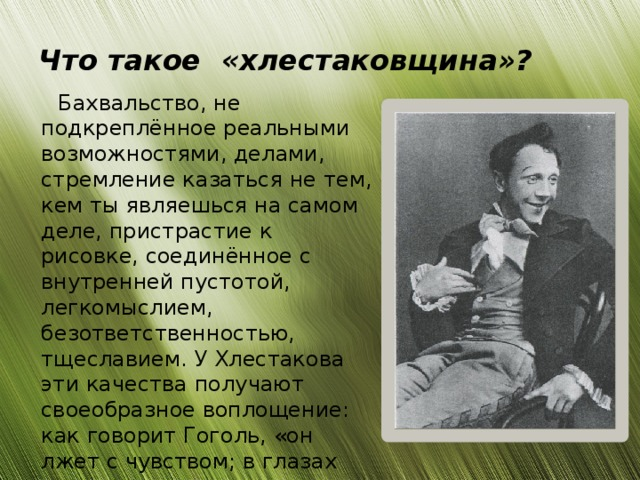 Что такое «хлестаковщина»?
Бахвальство, не
подкреплённое реальными
возможностями, делами,
стремление казаться не тем,
кем ты являешься на самом
деле, пристрастие к
рисовке, соединённое с
внутренней пустотой,
легкомыслием,
безответственностью,
тщеславием. У Хлестакова
эти качества получают
своеобразное воплощение:
как говорит Гоголь, «он
лжет с чувством; в глазах